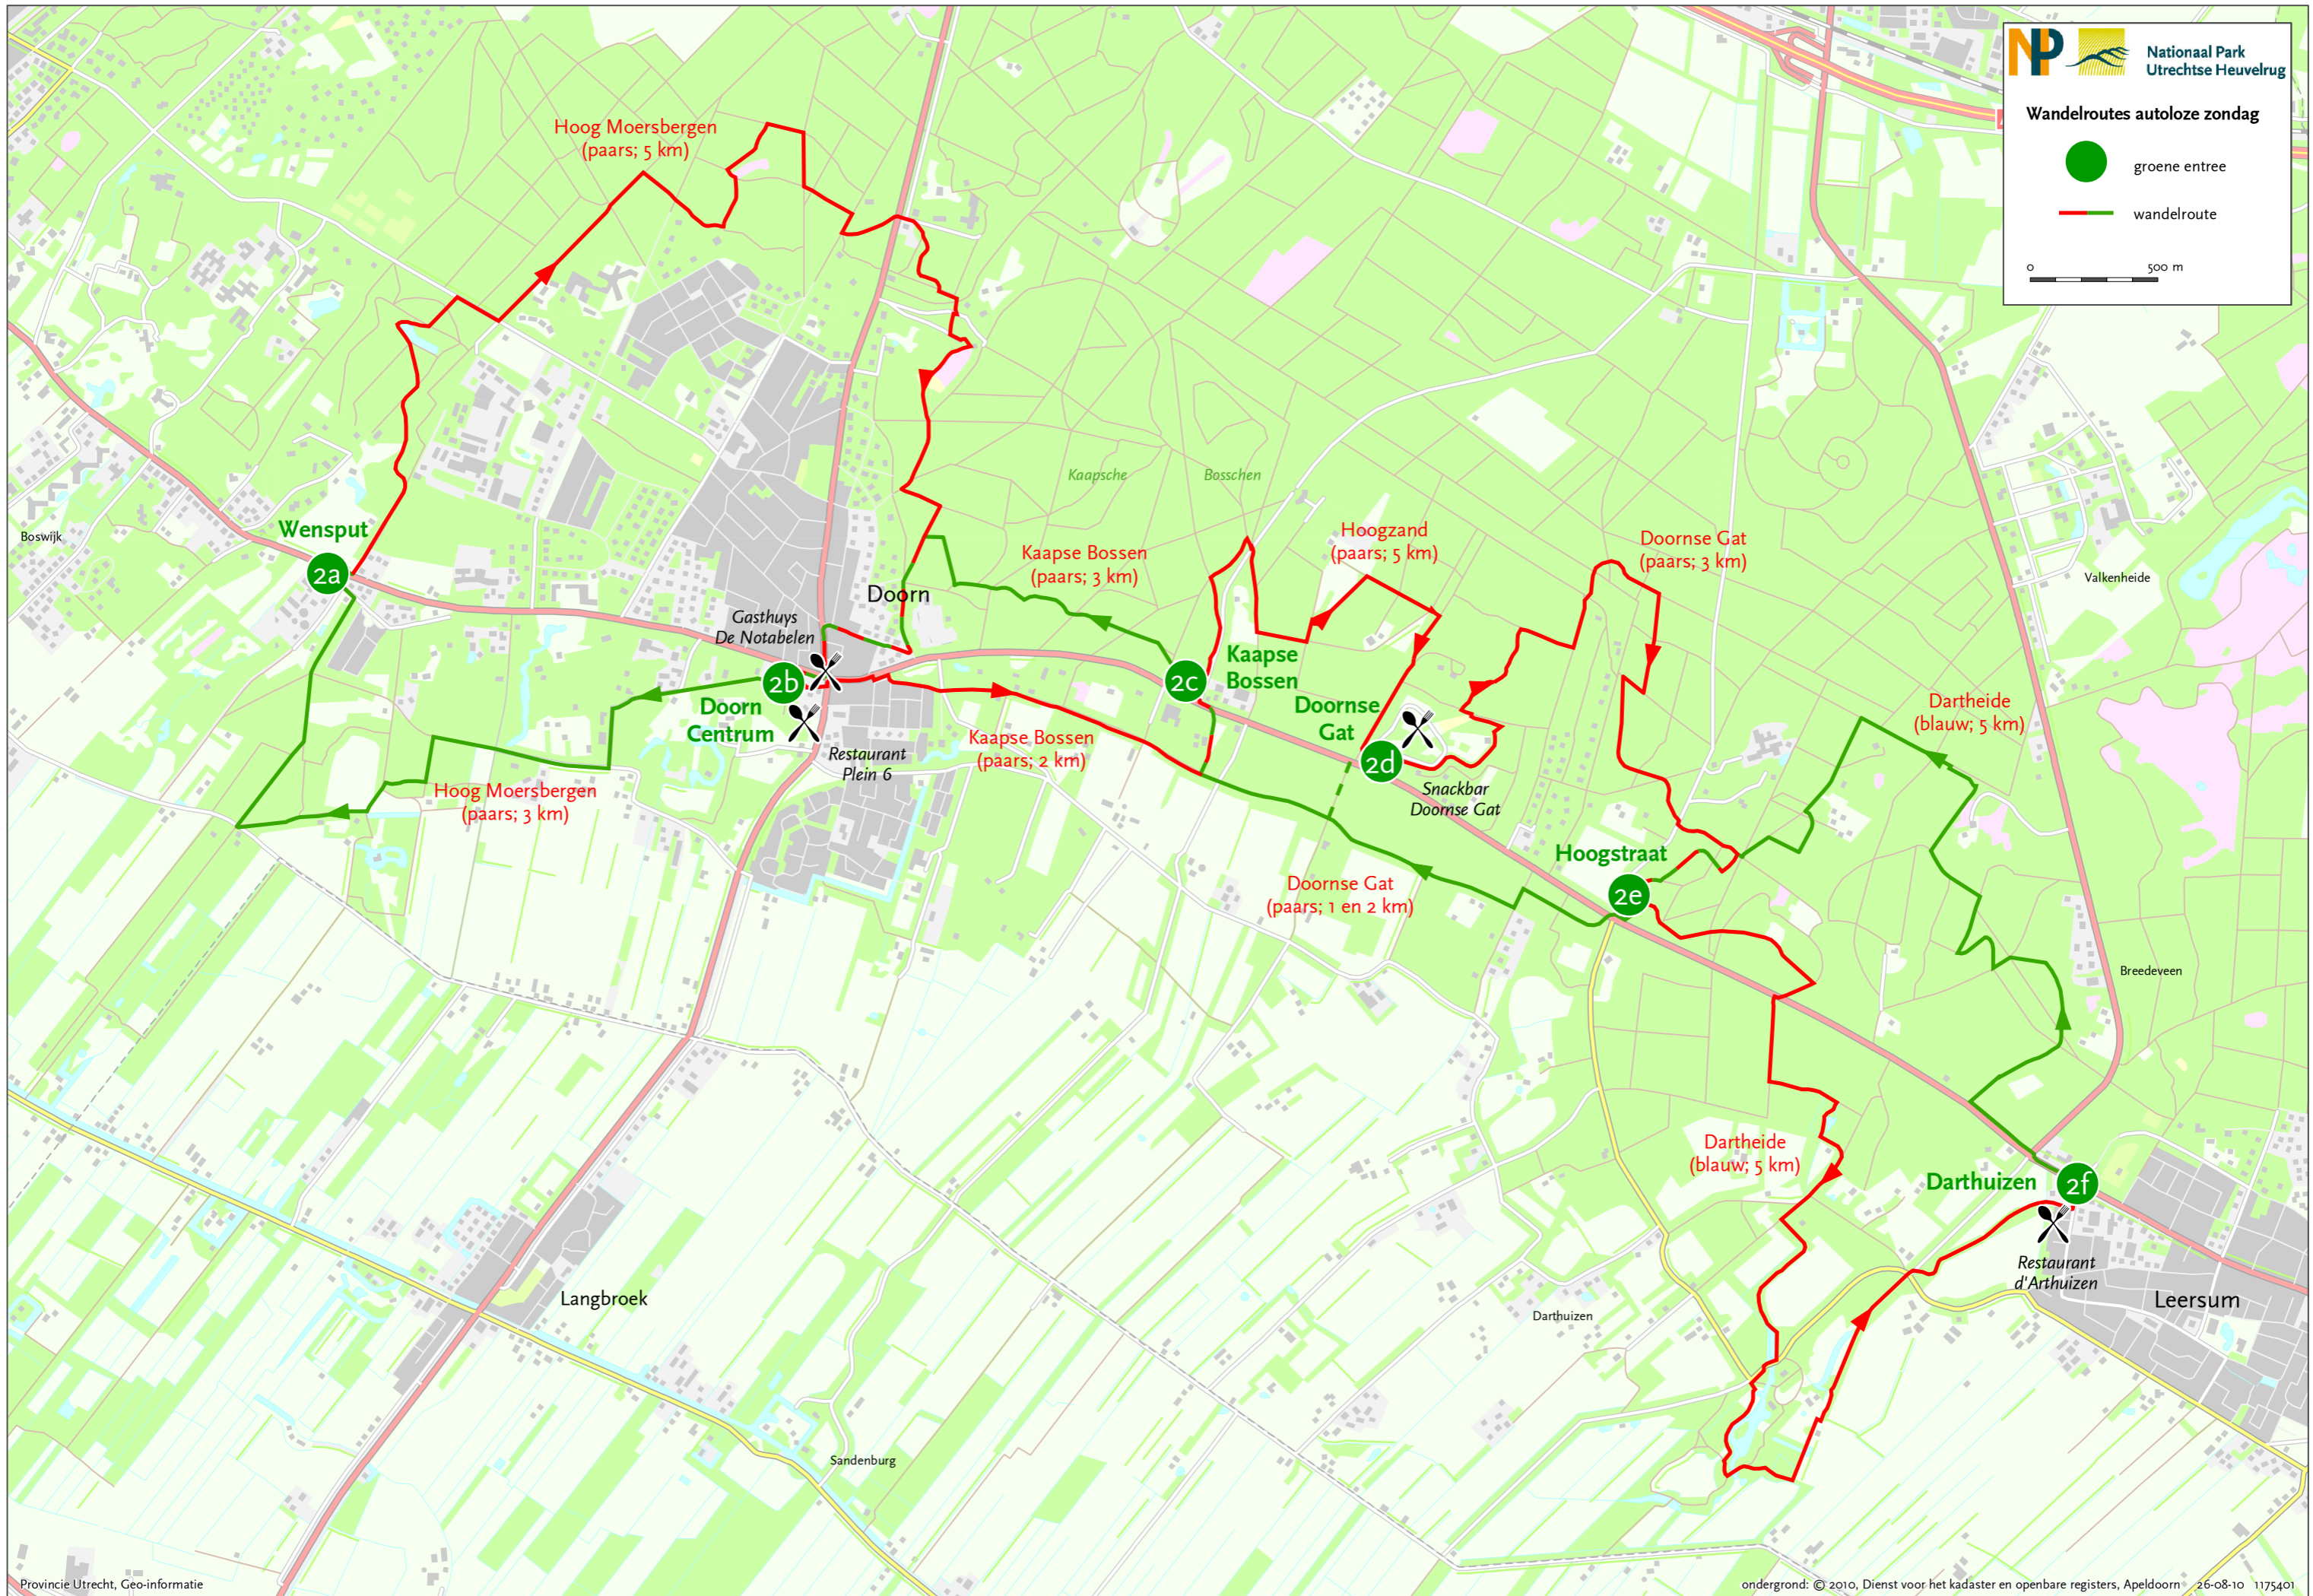 NP
Nationaal Park
Utrechtse Heuvelrug
Wandelroutes autoloze zondag
groene entree
wandelroute
0 500 m
Hoog Moersbergen
(paars; 5 km)
Kaapsche Bosschen
Wensput
2a
Boswijk
Hoogzand
(paars; 5 km)
Doornse Gat
(paars; 3 km)
Kaapse Bossen
(paars; 3 km)
Valkenheide
Doorn
Gasthuys
De Notabelen
Kaapse
Bossen
2c
2b
Doorn
Centrum
Doornse
Gat
2d
Dartheide
(blauw; 5 km)
Kaapse Bossen
(paars; 2 km)
Restaurant
Plein 6
Snackbar
Doornse Gat
Hoog Moersbergen
(paars; 3 km)
Hoogstraat
2e
Doornse Gat
(paars; 1 en 2 km)
Breedeveen
Dartheide
(blauw; 5 km)
Darthuizen
2f
Restaurant
d'Arthuizen
Leersum
Langbroek
Darthuizen
Sandenburg
Provincie Utrecht, Geo-informatie
ondergrond: © 2010, Dienst voor het kadaster en openbare registers, Apeldoorn 26-08-10 1175401